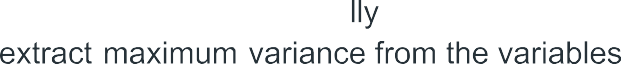 lly
extract maximum variance from the variables